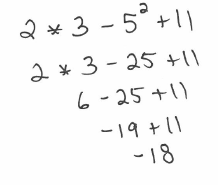 2 * 3 - 5² + 11
2 * 3 - 25 + 11
6 - 25 + 11
-19 + 11
-18